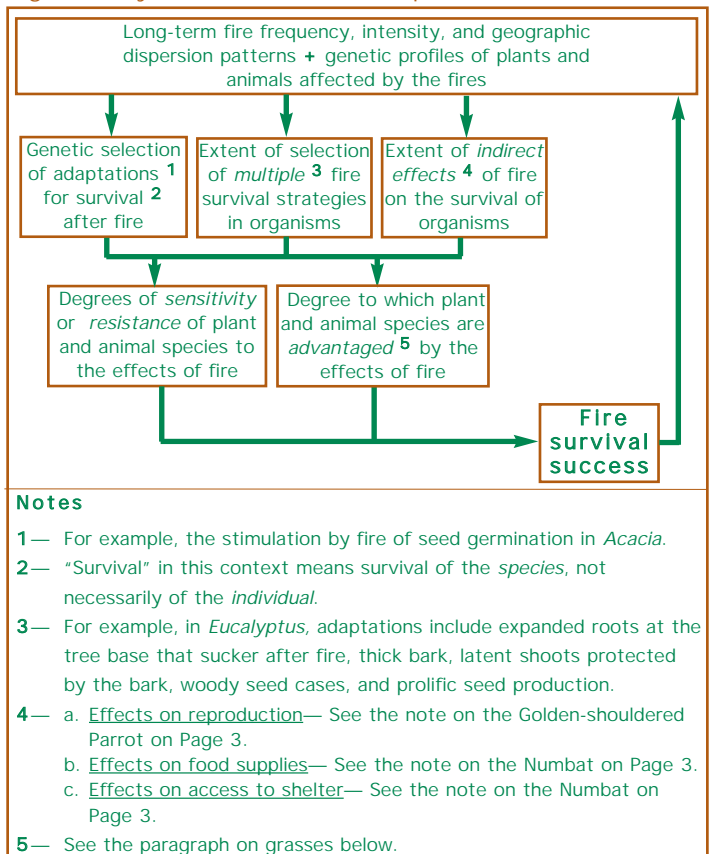 Long-term fire frequency, intensity, and geographic
dispersion patterns + genetic profiles of plants and
animals affected by the fires
Genetic selection
of adaptations 1
for survival 2
after fire
Extent of selection
of multiple 3 fire
survival strategies
in organisms
Extent of indirect
effects 4 of fire
on the survival of
organisms
Degrees of sensitivity
or resistance of plant
and animal species to
the effects of fire
Degree to which plant
and animal species are
advantaged 5 by the
effects of fire
Fire
survival
success
Notes
1— For example, the stimulation by fire of seed germination in Acacia.
2— “Survival” in this context means survival of the species, not
necessarily of the individual.
3— For example, in Eucalyptus, adaptations include expanded roots at the
tree base that sucker after fire, thick bark, latent shoots protected
by the bark, woody seed cases, and prolific seed production.
4— a. Effects on reproduction— See the note on the Golden-shouldered
Parrot on Page 3.
b. Effects on food supplies— See the note on the Numbat on Page 3.
c. Effects on access to shelter— See the note on the Numbat on
Page 3.
5— See the paragraph on grasses below.